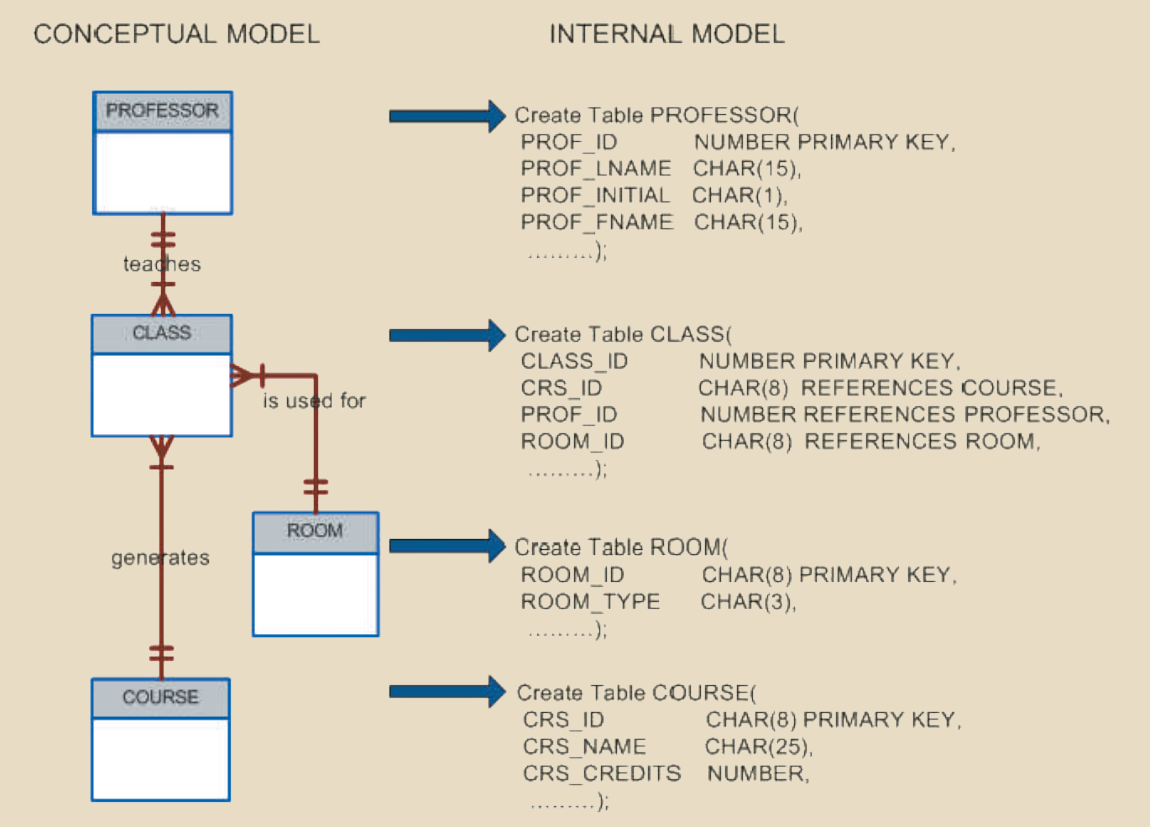 CONCEPTUAL MODEL
INTERNAL MODEL
PROFESSOR
teaches
CLASS
is used for
ROOM
generates
COURSE
Create Table PROFESSOR(
PROF_ID NUMBER PRIMARY KEY,
PROF_LNAME CHAR(15),
PROF_INITIAL CHAR(1),
PROF_FNAME CHAR(15),
.........);
Create Table CLASS(
CLASS_ID NUMBER PRIMARY KEY,
CRS_ID CHAR(8) REFERENCES COURSE,
PROF_ID NUMBER REFERENCES PROFESSOR,
ROOM_ID CHAR(8) REFERENCES ROOM,
.........);
Create Table ROOM(
ROOM_ID CHAR(8) PRIMARY KEY,
ROOM_TYPE CHAR(3),
.........);
Create Table COURSE(
CRS_ID CHAR(8) PRIMARY KEY,
CRS_NAME CHAR(25),
CRS_CREDITS NUMBER,
.........);